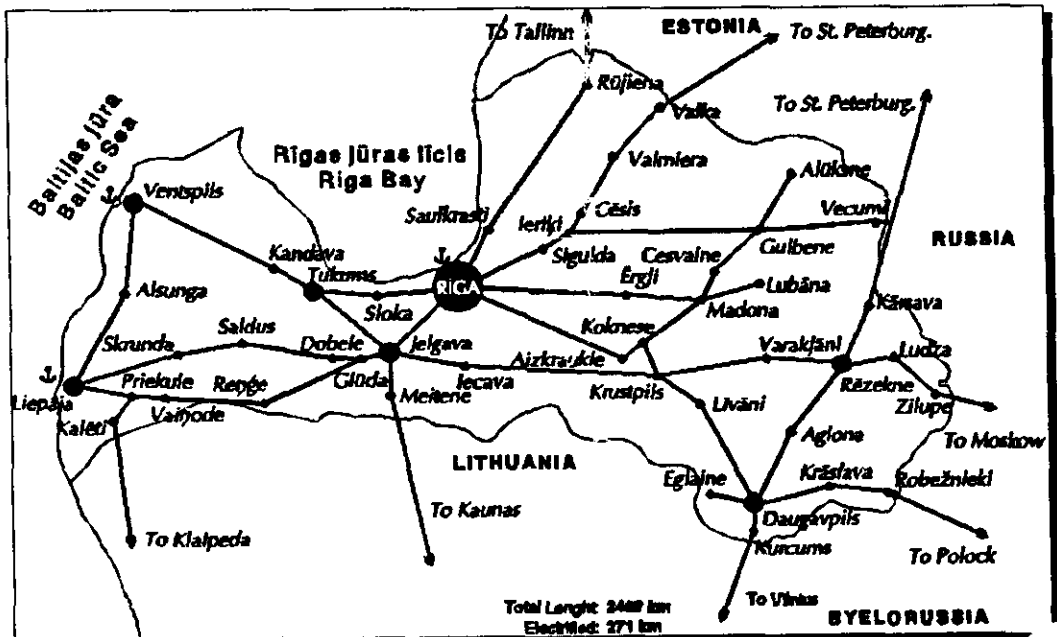 To Tallinn
ESTONIA
To St. Peterburg.
Rūjiena
To St. Peterburg.
Valka
Baltijas jūra
Baltic Sea
Rīgas jūras līcis
Riga Bay
Valmiera
Alūksne
Ventspils
Saulkrasti
Ieriķi
Cēsis
Vecumi
Kandava
Sigulda
Cesvaine
Gulbene
RUSSIA
Tukums
RĪGA
Ērgļi
Lubāna
Alsunga
Sloka
Madona
Kārsava
Koknese
Skrunda
Saldus
Dobele
Jelgava
Aizkraukle
Varakļāni
Ludza
Liepāja
Priekule
Reņģe
Glūda
Iecava
Krustpils
Rēzekne
Vaiņode
Meitene
Līvāni
Zilupe
Kalēti
Aglona
To Moskow
LITHUANIA
Eglaine
Krāslava
Robežnieki
To Kaunas
Daugavpils
To Klaipeda
Kurcums
To Polock
To Vilnius
Total Lenght: km
Electrified: 271 km
BYELORUSSIA